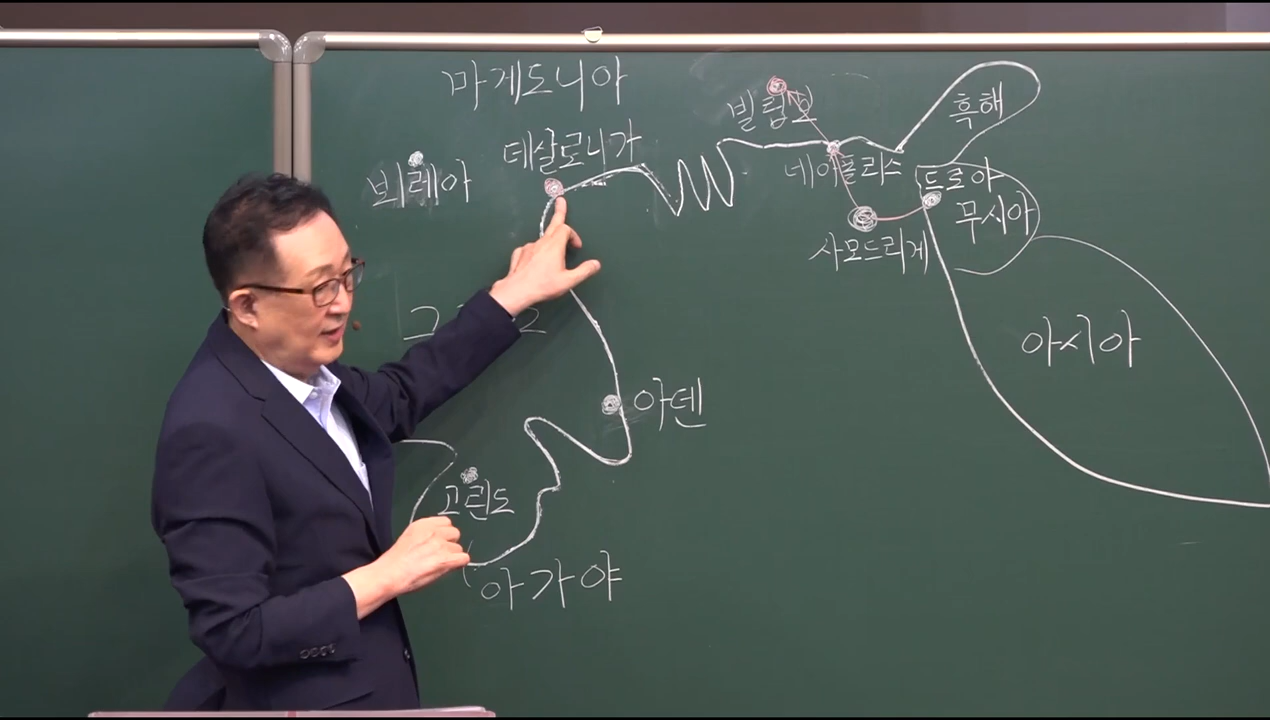 마게도니아
빌립보
흑해
데살로니가
뵈레아
네아폴리스
드로아
무시아
사모드리게
아시아
아덴
고린도
아가야